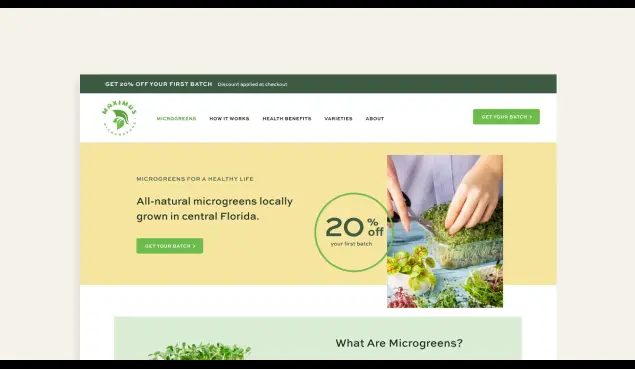 GET 20% OFF YOUR FIRST BATCH Discount applied at checkout
MAXIMUS
MICROGREENS
MICROGREENS HOW IT WORKS HEALTH BENEFITS VARIETIES ABOUT
GET YOUR BATCH >
MICROGREENS FOR A HEALTHY LIFE
All-natural microgreens locally
grown in central Florida.
GET YOUR BATCH >
20% off
your first batch
What Are Microgreens?